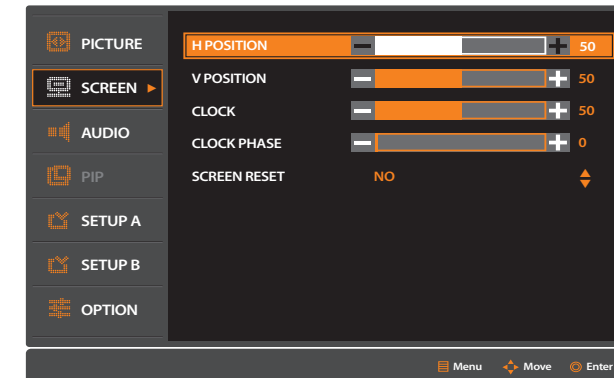 PICTURE
SCREEN
AUDIO
PIP
SETUP A
SETUP B
OPTION
H POSITION 50
V POSITION 50
CLOCK 50
CLOCK PHASE 0
SCREEN RESET NO
Menu Move Enter